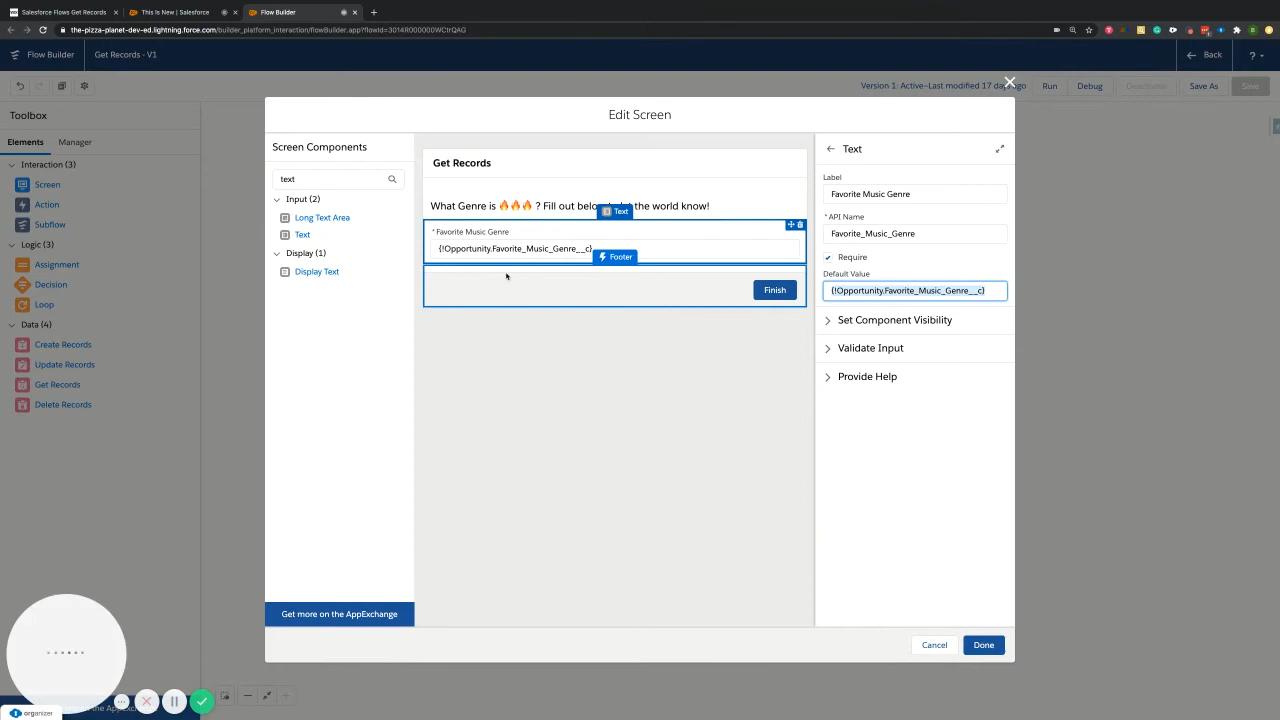 Salesforce Flows Get Records
This Is New | Salesforce
Flow Builder
the-pizza-planet-dev-ed.lightning.force.com/builder_platform_interaction/flowBuilder.app?flowId=3014R000000WCtrQAG
Flow Builder
Get Records - V1
Back
?
Version 1: Active–Last modified 17 days ago
Run
Debug
Deactivate
Save As
Save
Toolbox
Elements
Manager
Interaction (3)
Screen
Action
Subflow
Logic (3)
Assignment
Decision
Loop
Data (4)
Create Records
Update Records
Get Records
Delete Records
Edit Screen
Screen Components
text
Input (2)
Long Text Area
Text
Display (1)
Display Text
Get more on the AppExchange
Get Records
What Genre is 🔥🔥🔥 ? Fill out below
the world know!
Text
* Favorite Music Genre
{!Opportunity.Favorite_Music_Genre__c}
Footer
Finish
Text
Label
Favorite Music Genre
* API Name
Favorite_Music_Genre
Require
Default Value
{!Opportunity.Favorite_Music_Genre__c}
Set Component Visibility
Validate Input
Provide Help
Cancel
Done
organizer